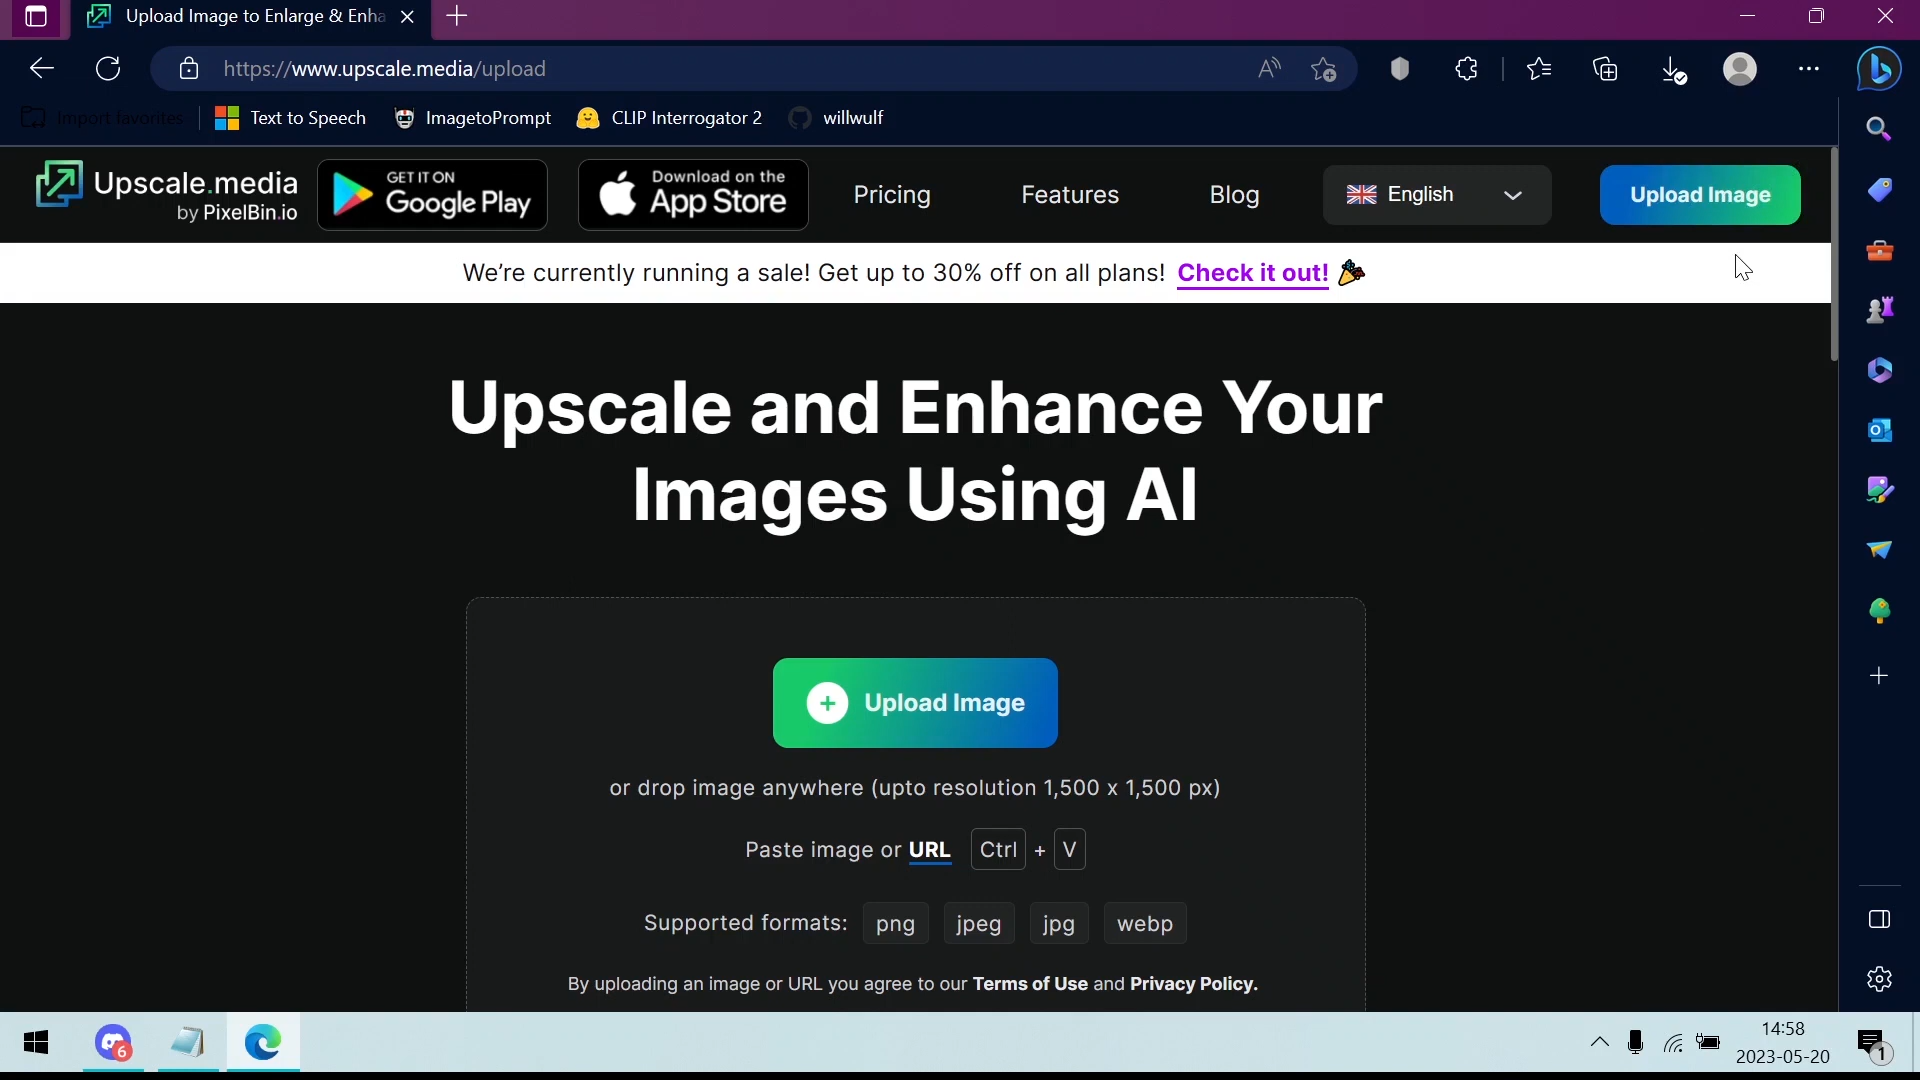 Upload Image to Enlarge & Enha
https://www.upscale.media/upload
Import favorites
Text to Speech
ImagetoPrompt
CLIP Interrogator 2
willwulf
Upscale.media
by PixelBin.io
GET IT ON
Google Play
Download on the
App Store
Pricing
Features
Blog
English
Upload Image
We're currently running a sale! Get up to 30% off on all plans! Check it out!
Upscale and Enhance Your
Images Using AI
+ Upload Image
or drop image anywhere (upto resolution 1,500 x 1,500 px)
Paste image or URL Ctrl + V
Supported formats: png jpeg jpg webp
By uploading an image or URL you agree to our Terms of Use and Privacy Policy.
6
14:58
2023-05-20
1